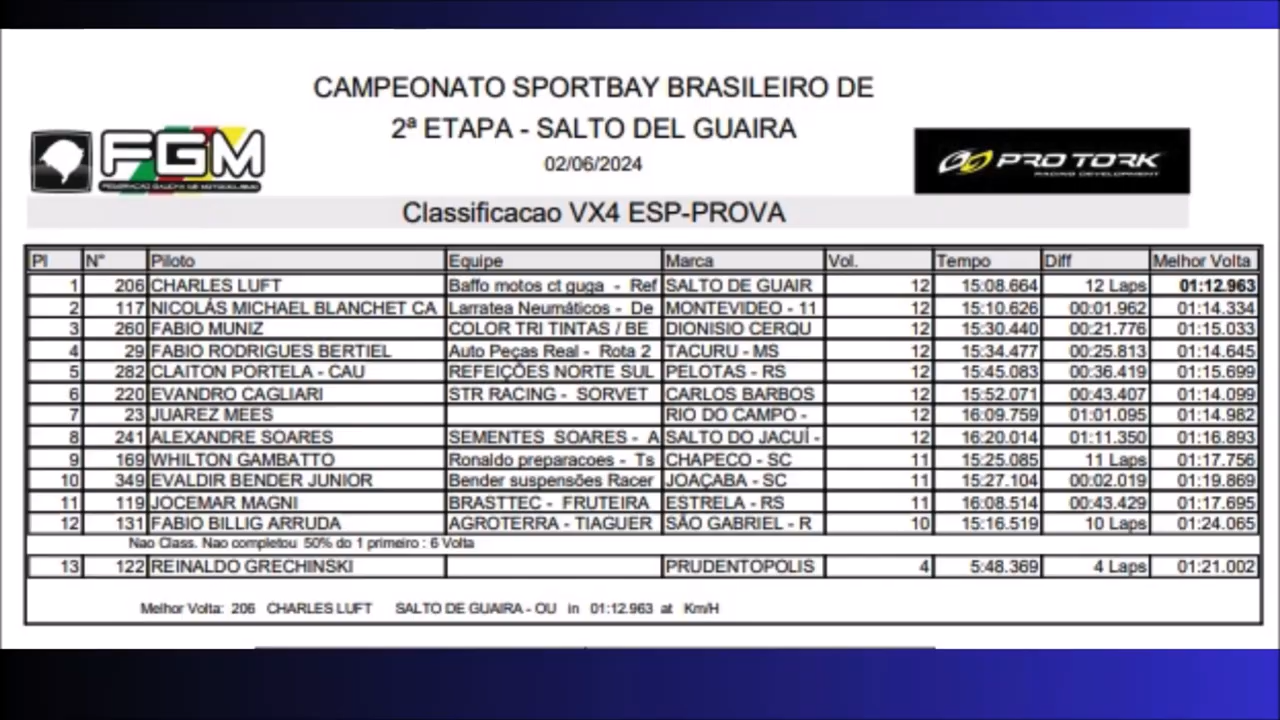 CAMPEONATO SPORTBAY BRASILEIRO DE
2ª ETAPA - SALTO DEL GUAIRA
02/06/2024
FGM
FEDERAÇÃO GAÚCHA DE MOTOCICLISMO
PRO TORK
RACING DEVELOPMENT
Classificacao VX4 ESP-PROVA
Pl N° Piloto Equipe Marca Vol. Tempo Diff Melhor Volta
1 206 CHARLES LUFT Baffo motos ct guga - Ref SALTO DE GUAIR 12 15:08.664 12 Laps 01:12.963
2 117 NICOLÁS MICHAEL BLANCHET CA Larratea Neumáticos - De MONTEVIDEO - 11 12 15:10.626 00:01.962 01:14.334
3 260 FABIO MUNIZ COLOR TRI TINTAS / BE DIONISIO CERQU 12 15:30.440 00:21.776 01:15.033
4 29 FABIO RODRIGUES BERTIEL Auto Peças Real - Rota 2 TACURU - MS 12 15:34.477 00:25.813 01:14.645
5 282 CLAITON PORTELA - CAU REFEIÇÕES NORTE SUL PELOTAS - RS 12 15:45.083 00:36.419 01:15.699
6 220 EVANDRO CAGLIARI STR RACING - SORVET CARLOS BARBOS 12 15:52.071 00:43.407 01:14.099
7 23 JUAREZ MEES RIO DO CAMPO - 12 16:09.759 01:01.095 01:14.982
8 241 ALEXANDRE SOARES SEMENTES SOARES - A SALTO DO JACUÍ - 12 16:20.014 01:11.350 01:16.893
9 169 WHILTON GAMBATTO Ronaldo preparacoes - Ts CHAPECO - SC 11 15:25.085 11 Laps 01:17.756
10 349 EVALDIR BENDER JUNIOR Bender suspensões Racer JOAÇABA - SC 11 15:27.104 00:02.019 01:19.869
11 119 JOCEMAR MAGNI BRASTTEC - FRUTEIRA ESTRELA - RS 11 16:08.514 00:43.429 01:17.695
12 131 FABIO BILLIG ARRUDA AGROTERRA - TIAGUER SÃO GABRIEL - R 10 15:16.519 10 Laps 01:24.065
Nao Class. Nao completou 50% do 1 primeiro : 6 Volta
13 122 REINALDO GRECHINSKI PRUDENTOPOLIS 4 5:48.369 4 Laps 01:21.002
Melhor Volta: 206 CHARLES LUFT SALTO DE GUAIRA - OU in 01:12.963 at Km/H